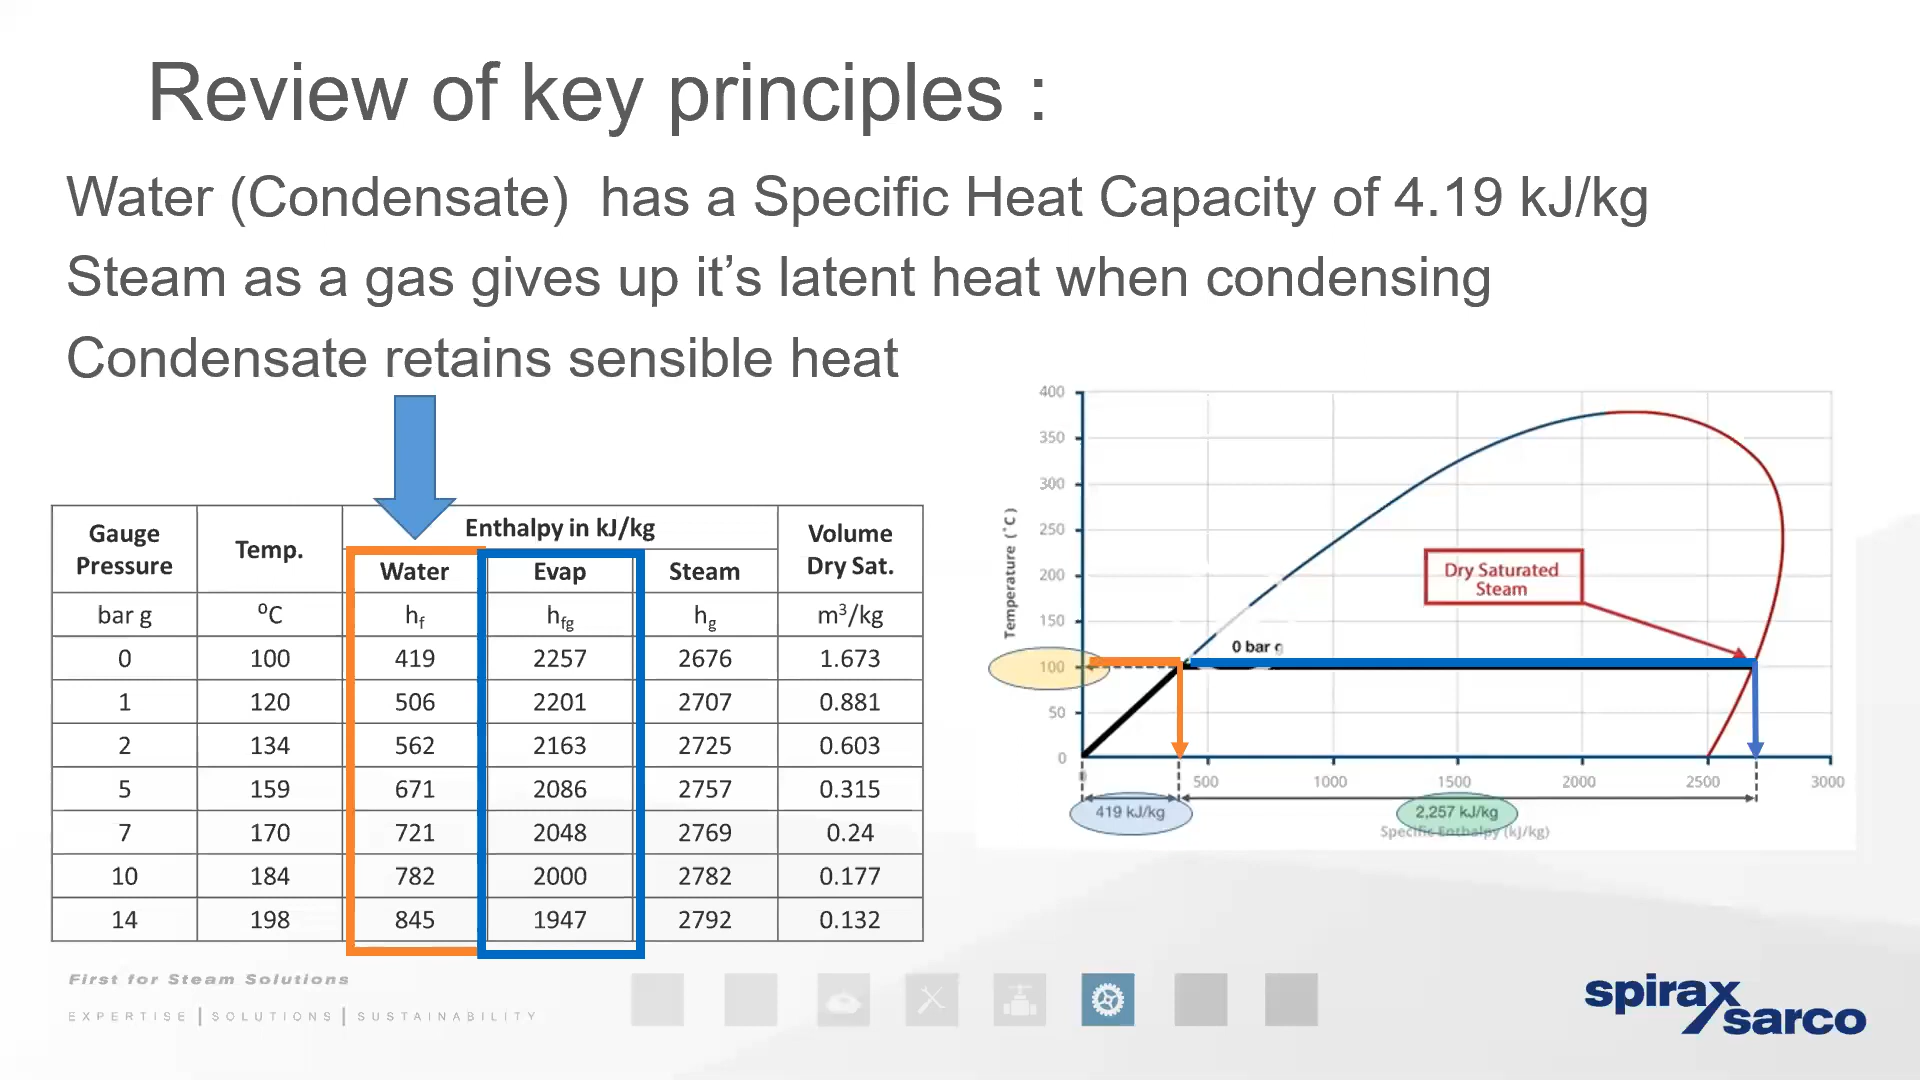 Review of key principles :
Water (Condensate)  has a Specific Heat Capacity of 4.19 kJ/kg
Steam as a gas gives up it’s latent heat when condensing
Condensate retains sensible heat
Gauge Pressure Temp. Enthalpy in kJ/kg Volume Dry Sat.
Water Evap Steam
bar g ⁰C hf hfg hg m³/kg
0 100 419 2257 2676 1.673
1 120 506 2201 2707 0.881
2 134 562 2163 2725 0.603
5 159 671 2086 2757 0.315
7 170 721 2048 2769 0.24
10 184 782 2000 2782 0.177
14 198 845 1947 2792 0.132
Temperature (°C)
400
350
300
250
200
150
100
50
0
Dry Saturated
Steam
0 bar g
0 500 1000 1500 2000 2500 3000
419 kJ/kg 2,257 kJ/kg
Specific Enthalpy (kJ/kg)
First for Steam Solutions
EXPERTISE | SOLUTIONS | SUSTAINABILITY
spirax
sarco